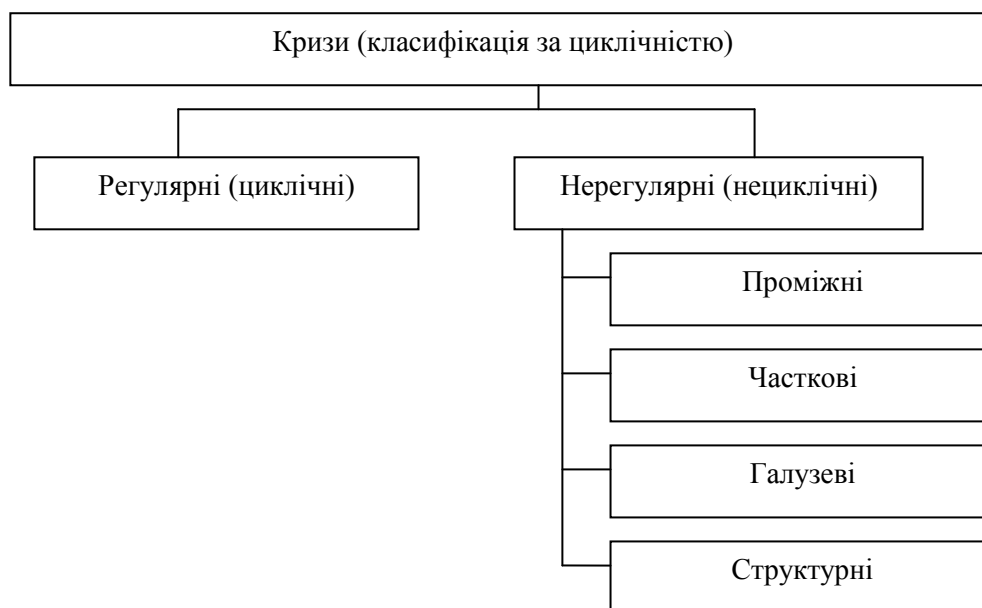 Кризи (класифікація за циклічністю)
Регулярні (циклічні)
Нерегулярні (нециклічні)
Проміжні
Часткові
Галузеві
Структурні